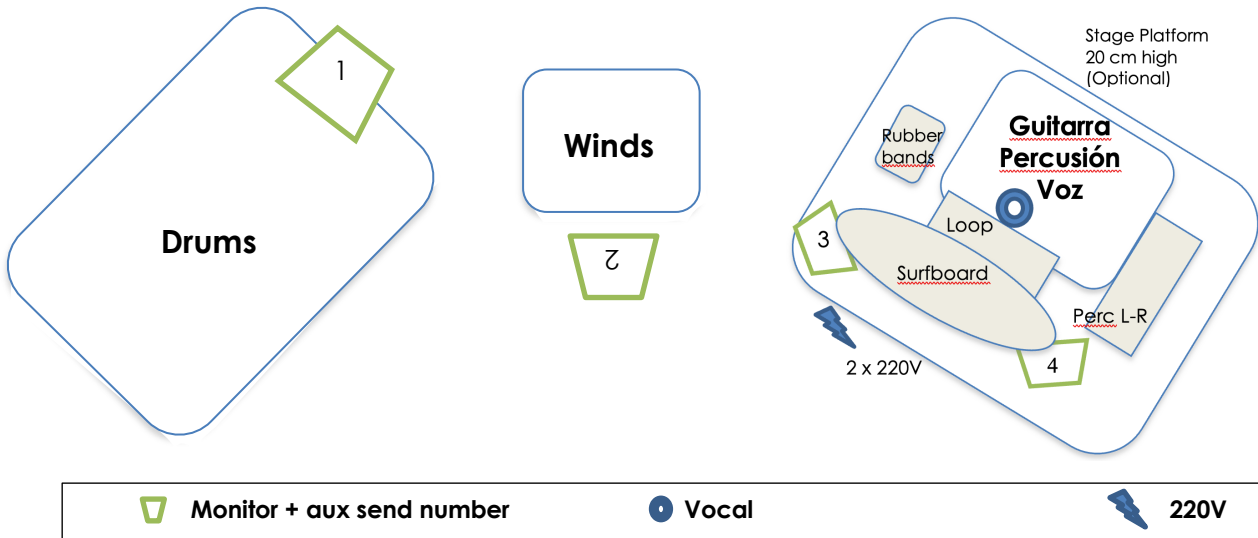 1
Drums
Winds
2
Stage Platform
20 cm high
(Optional)
Rubber
bands
Guitarra
Percusión
Voz
Loop
3
Surfboard
Perc L-R
4
2 x 220V
Monitor + aux send number
Vocal
220V